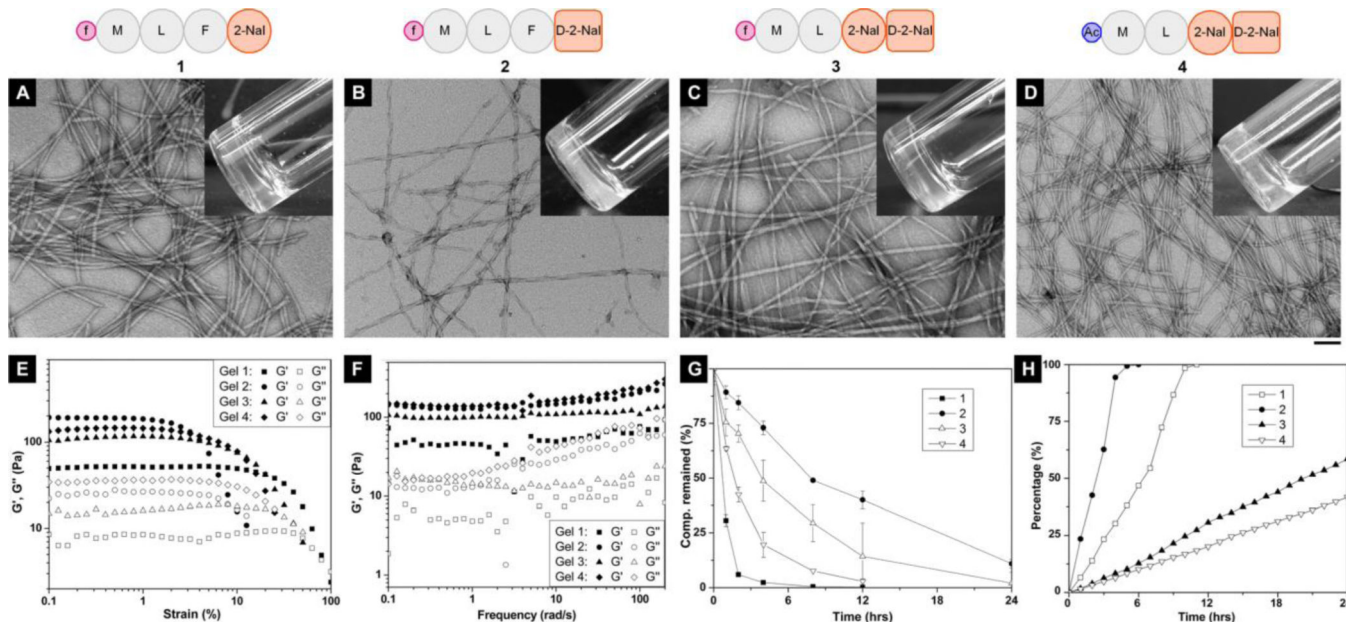 f M L F 2-Nal
1
f M L F D-2-Nal
2
f M L 2-Nal D-2-Nal
3
Ac M L 2-Nal D-2-Nal
4
A
B
C
D
E
Gel 1: G' G"
Gel 2: G' G"
Gel 3: G' G"
Gel 4: G' G"
G', G" (Pa)
100
10
0.1 1 10 100
Strain (%)
F
100
10
1
Gel 1: G' G"
Gel 2: G' G"
Gel 3: G' G"
Gel 4: G' G"
0.1 1 10 100
Frequency (rad/s)
G
Comp. remained (%)
75
50
25
0
1
2
3
4
0 6 12 18 24
Time (hrs)
H
Percentage (%)
100
75
50
25
0
1
2
3
4
0 6 12 18 24
Time (hrs)